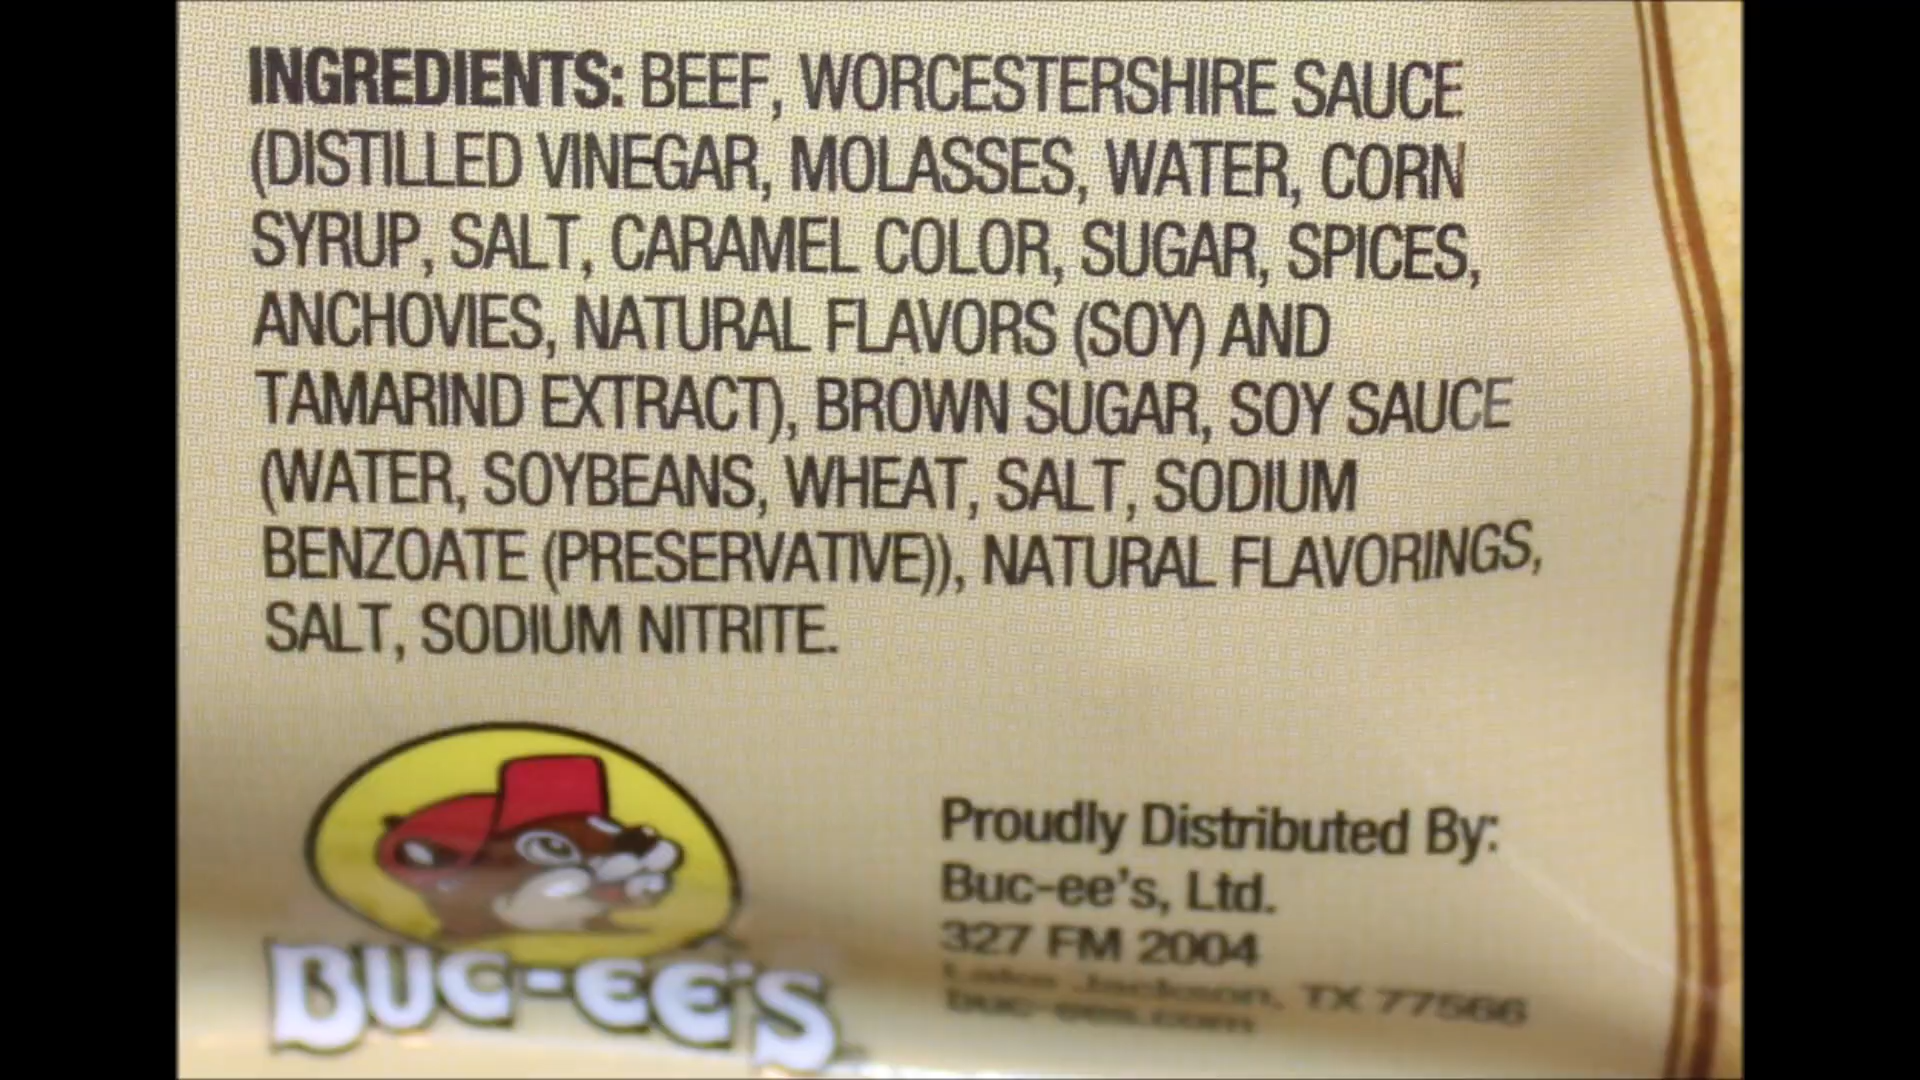 INGREDIENTS: BEEF, WORCESTERSHIRE SAUCE
(DISTILLED VINEGAR, MOLASSES, WATER, CORN
SYRUP, SALT, CARAMEL COLOR, SUGAR, SPICES,
ANCHOVIES, NATURAL FLAVORS (SOY) AND
TAMARIND EXTRACT), BROWN SUGAR, SOY SAUCE
(WATER, SOYBEANS, WHEAT, SALT, SODIUM
BENZOATE (PRESERVATIVE)), NATURAL FLAVORINGS,
SALT, SODIUM NITRITE.
BUC-EE'S
Proudly Distributed By:
Buc-ee's, Ltd.
327 FM 2004
Lake Jackson, TX 77566
buc-ees.com